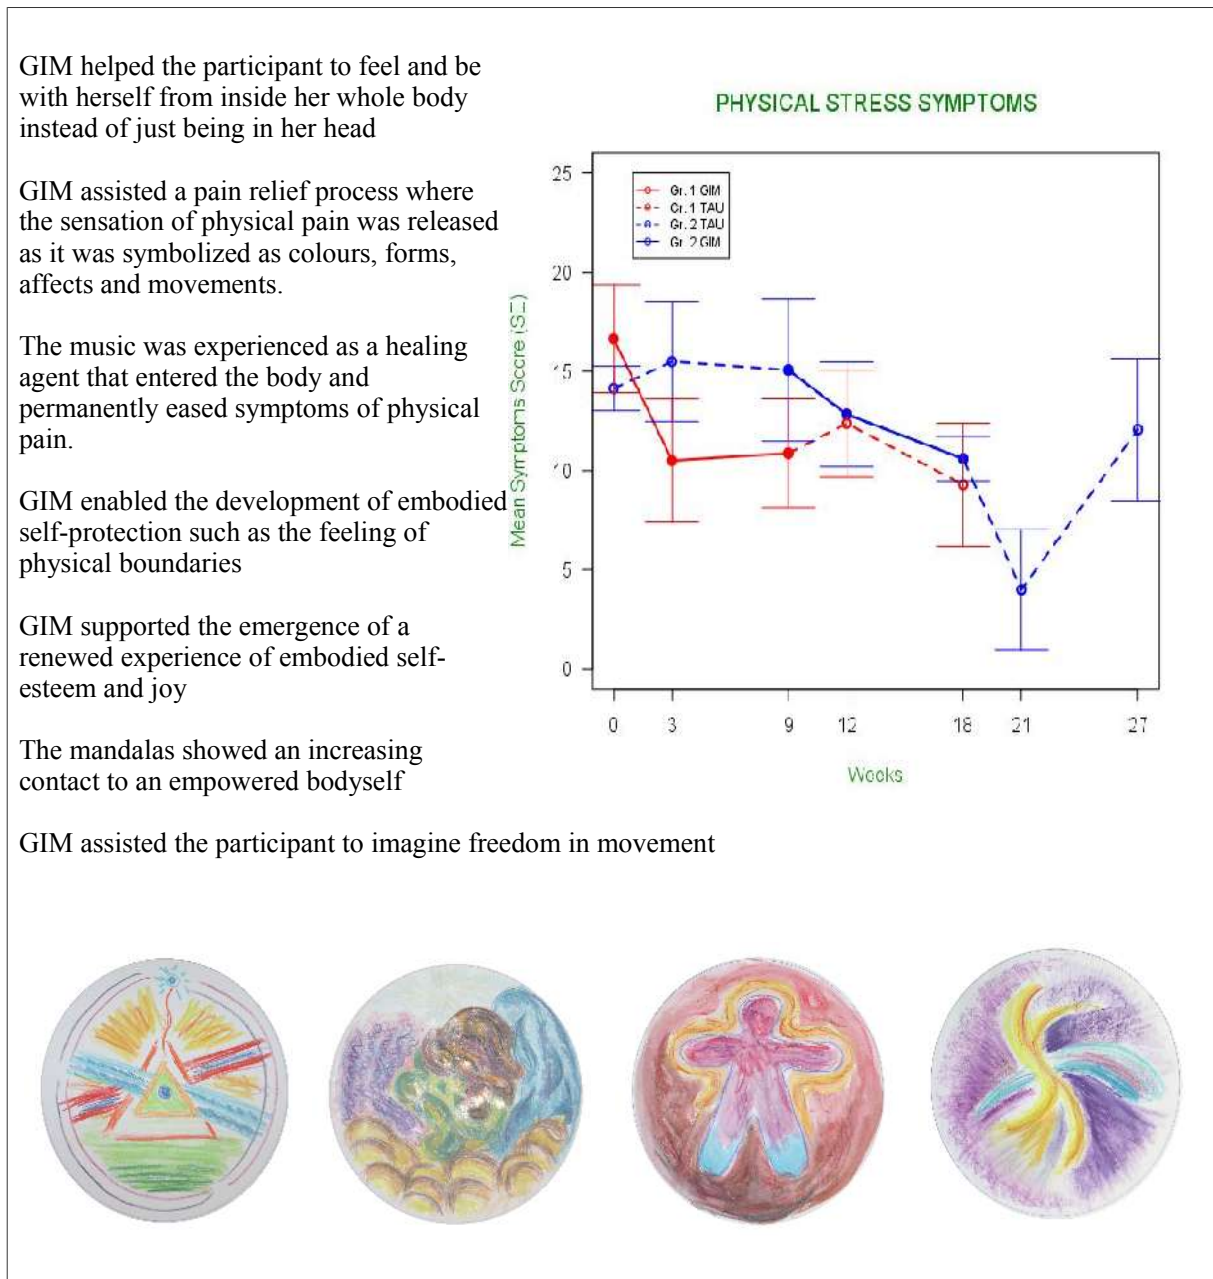 GIM helped the participant to feel and be
with herself from inside her whole body
instead of just being in her head
GIM assisted a pain relief process where
the sensation of physical pain was released
as it was symbolized as colours, forms,
affects and movements.
The music was experienced as a healing
agent that entered the body and
permanently eased symptoms of physical
pain.
GIM enabled the development of embodied
self-protection such as the feeling of
physical boundaries
GIM supported the emergence of a
renewed experience of embodied self-
esteem and joy
The mandalas showed an increasing
contact to an empowered bodyself
GIM assisted the participant to imagine freedom in movement
PHYSICAL STRESS SYMPTOMS
Gr. 1 GIM
Gr. 1 TAU
Gr. 2 TAU
Gr. 2 GIM
Mean Symptoms Score
25
20
15
10
5
0
0 3 9 12 18 21 27
Weeks